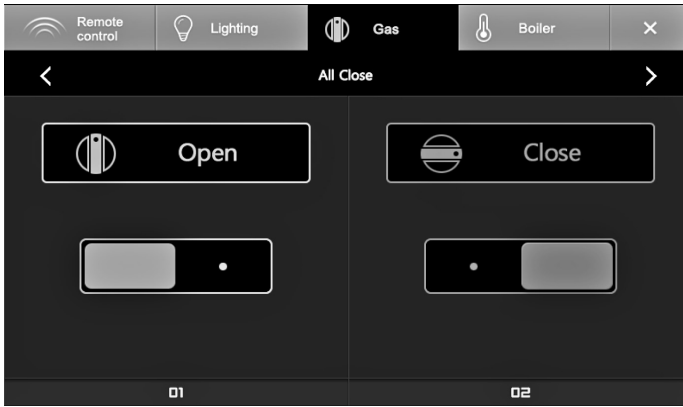 Remote
control
Lighting
Gas
Boiler
All Close
Open
Close
01
02